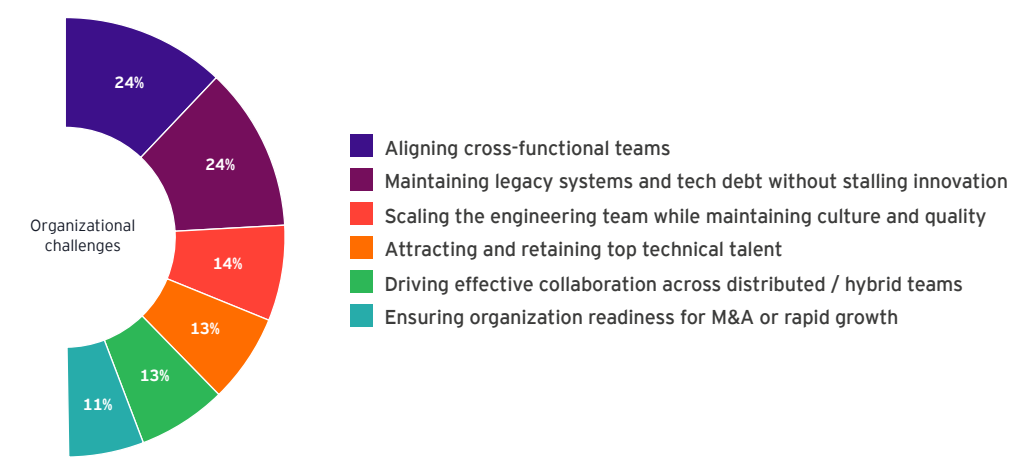 24%
24%
14%
13%
13%
11%
Organizational
challenges
Aligning cross-functional teams
Maintaining legacy systems and tech debt without stalling innovation
Scaling the engineering team while maintaining culture and quality
Attracting and retaining top technical talent
Driving effective collaboration across distributed / hybrid teams
Ensuring organization readiness for M&A or rapid growth